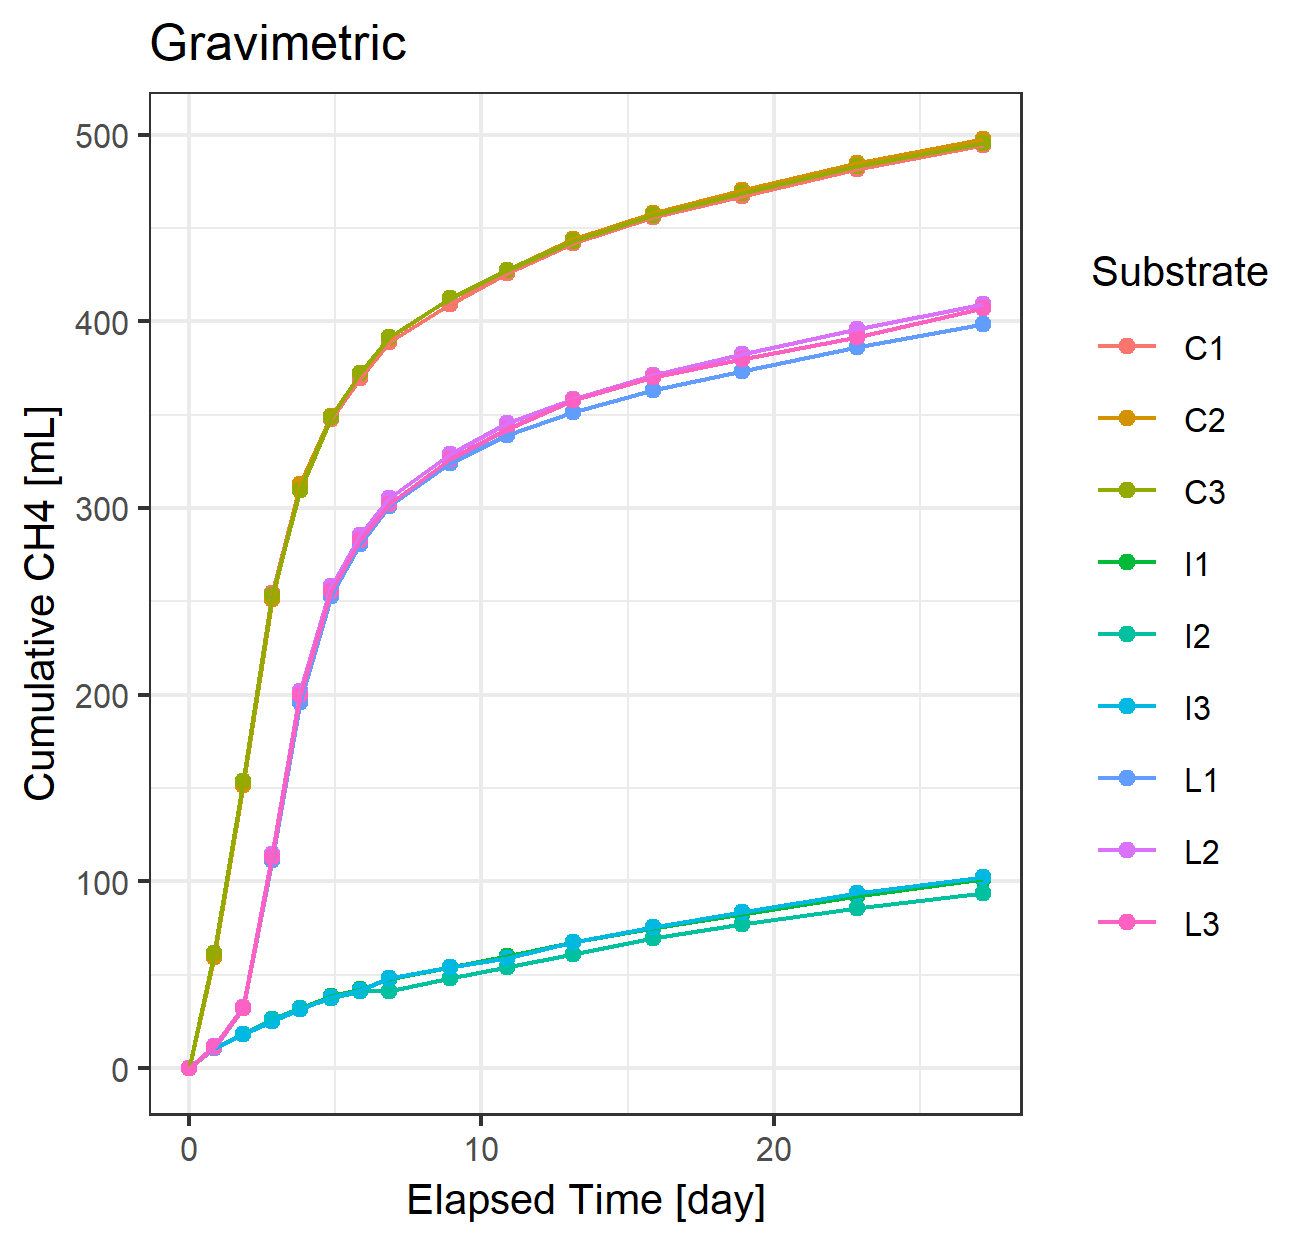 Gravimetric
500
400
300
200
100
0
Cumulative CH4 [mL]
0 10 20
Elapsed Time [day]
Substrate
C1
C2
C3
I1
I2
I3
L1
L2
L3